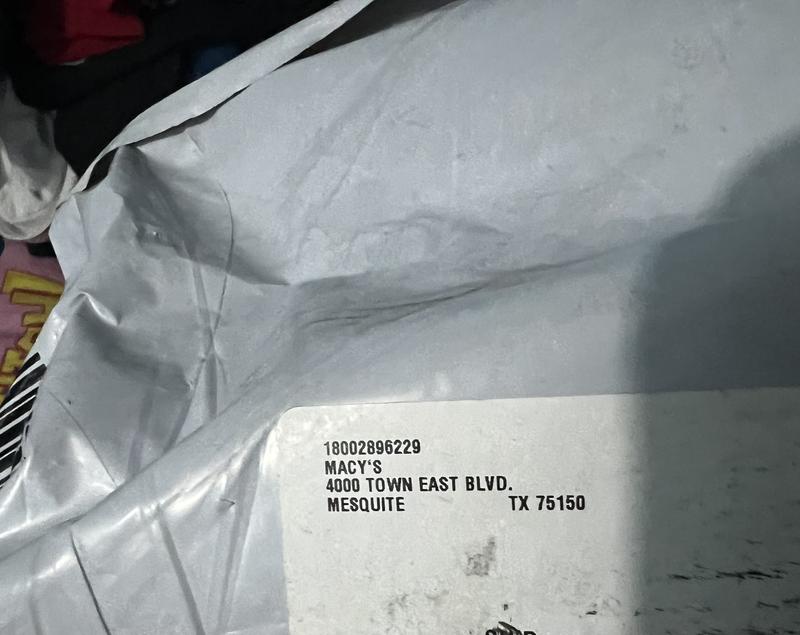 18002896229
MACY'S
4000 TOWN EAST BLVD.
MESQUITE TX 75150